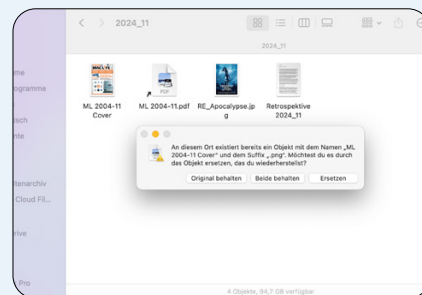 2024_11
2024_11
me
ogramme
isch
nte
itenarchiv
Cloud Fil...
rive
Pro
PDF
ML 2004-11
Cover
ML 2004-11.pdf
RE_Apocalypse.jp
g
Retrospektive
2024_11
An diesem Ort existiert bereits ein Objekt mit dem Namen „ML
2004-11 Cover“ und dem Suffix „.png“. Möchtest du es durch
das Objekt ersetzen, das du wiederherstellst?
Original behalten
Beide behalten
Ersetzen
4 Objekte, 94,7 GB verfügbar